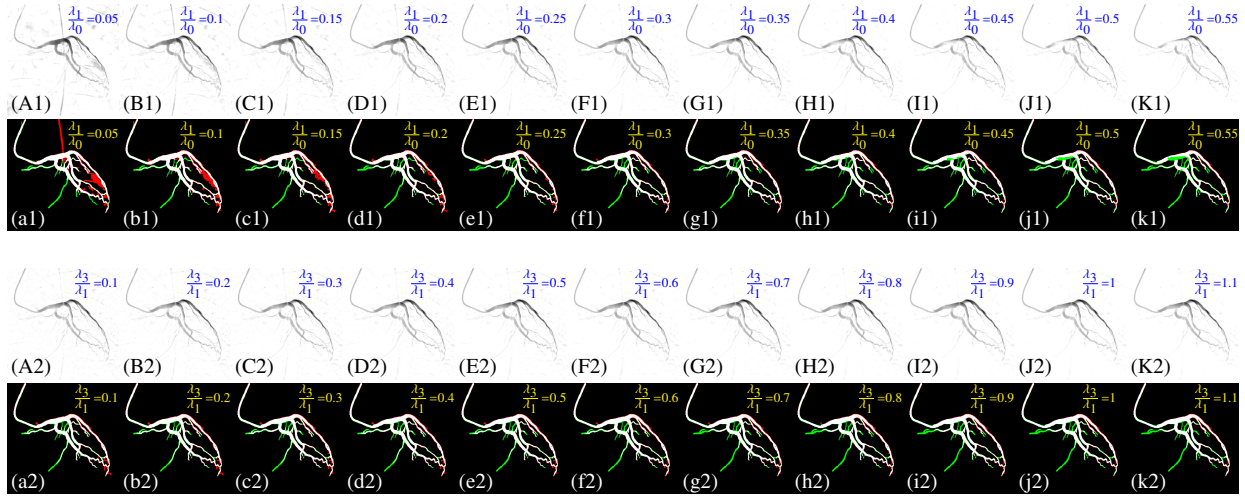 λ1/λ0=0.05 λ1/λ0=0.1 λ1/λ0=0.15 λ1/λ0=0.2 λ1/λ0=0.25 λ1/λ0=0.3 λ1/λ0=0.35 λ1/λ0=0.4 λ1/λ0=0.45 λ1/λ0=0.5 λ1/λ0=0.55
(A1) (B1) (C1) (D1) (E1) (F1) (G1) (H1) (I1) (J1) (K1)
λ1/λ0=0.05 λ1/λ0=0.1 λ1/λ0=0.15 λ1/λ0=0.2 λ1/λ0=0.25 λ1/λ0=0.3 λ1/λ0=0.35 λ1/λ0=0.4 λ1/λ0=0.45 λ1/λ0=0.5 λ1/λ0=0.55
(a1) (b1) (c1) (d1) (e1) (f1) (g1) (h1) (i1) (j1) (k1)
λ3/λ1=0.1 λ3/λ1=0.2 λ3/λ1=0.3 λ3/λ1=0.4 λ3/λ1=0.5 λ3/λ1=0.6 λ3/λ1=0.7 λ3/λ1=0.8 λ3/λ1=0.9 λ3/λ1=1 λ3/λ1=1.1
(A2) (B2) (C2) (D2) (E2) (F2) (G2) (H2) (I2) (J2) (K2)
λ3/λ1=0.1 λ3/λ1=0.2 λ3/λ1=0.3 λ3/λ1=0.4 λ3/λ1=0.5 λ3/λ1=0.6 λ3/λ1=0.7 λ3/λ1=0.8 λ3/λ1=0.9 λ3/λ1=1 λ3/λ1=1.1
(a2) (b2) (c2) (d2) (e2) (f2) (g2) (h2) (i2) (j2) (k2)